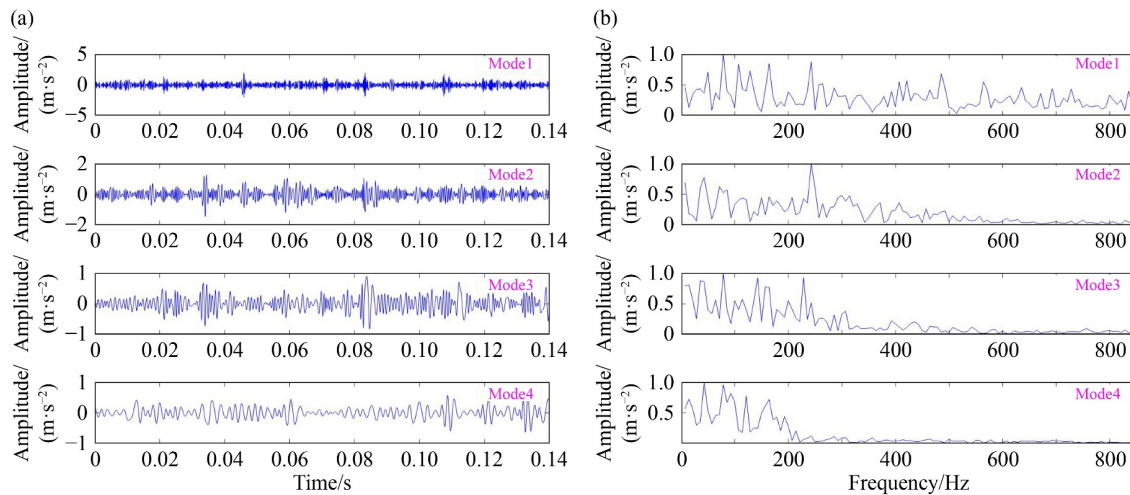 (a)
Amplitude/
(m·s⁻²)
5
0
−5
Mode1
0 0.02 0.04 0.06 0.08 0.10 0.12 0.14
Amplitude/
(m·s⁻²)
2
0
−2
Mode2
0 0.02 0.04 0.06 0.08 0.10 0.12 0.14
Amplitude/
(m·s⁻²)
1
0
−1
Mode3
0 0.02 0.04 0.06 0.08 0.10 0.12 0.14
Amplitude/
(m·s⁻²)
1
0
−1
Mode4
0 0.02 0.04 0.06 0.08 0.10 0.12 0.14
Time/s
(b)
Amplitude/
(m·s⁻²)
1.0
0.5
0
Mode1
200 400 600 800
Amplitude/
(m·s⁻²)
1.0
0.5
0
Mode2
200 400 600 800
Amplitude/
(m·s⁻²)
1.0
0.5
0
Mode3
200 400 600 800
Amplitude/
(m·s⁻²)
1.0
0.5
Mode4
0 200 400 600 800
Frequency/Hz